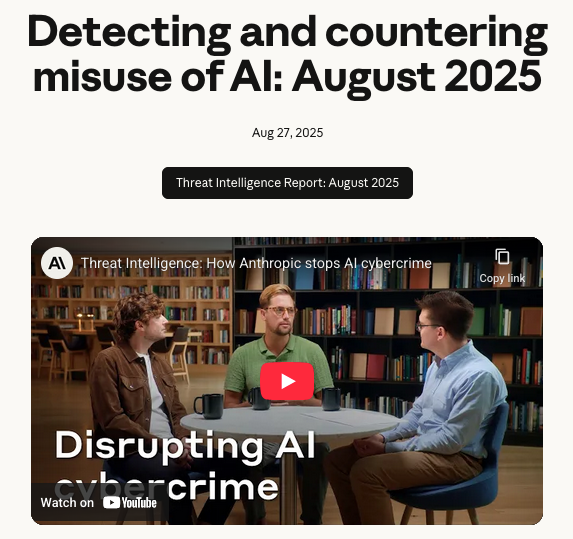 Detecting and countering
misuse of AI: August 2025
Aug 27, 2025
Threat Intelligence Report: August 2025
A\ Threat Intelligence: How Anthropic stops AI cybercrime
Copy link
Disrupting AI
cybercrime
Watch on YouTube